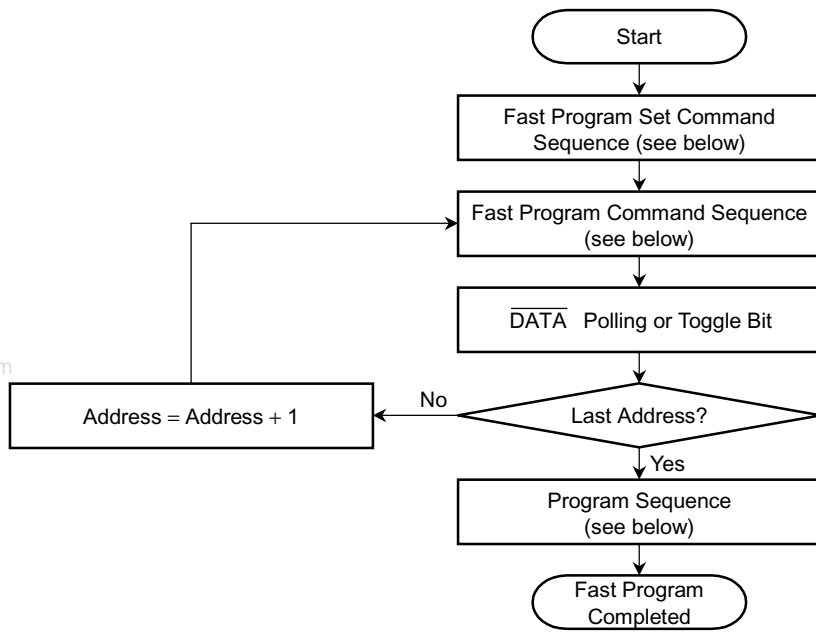 Start
Fast Program Set Command
Sequence (see below)
Fast Program Command Sequence
(see below)
D̅A̅T̅A̅ Polling or Toggle Bit
m
Address = Address + 1
No
Last Address?
Yes
Program Sequence
(see below)
Fast Program
Completed